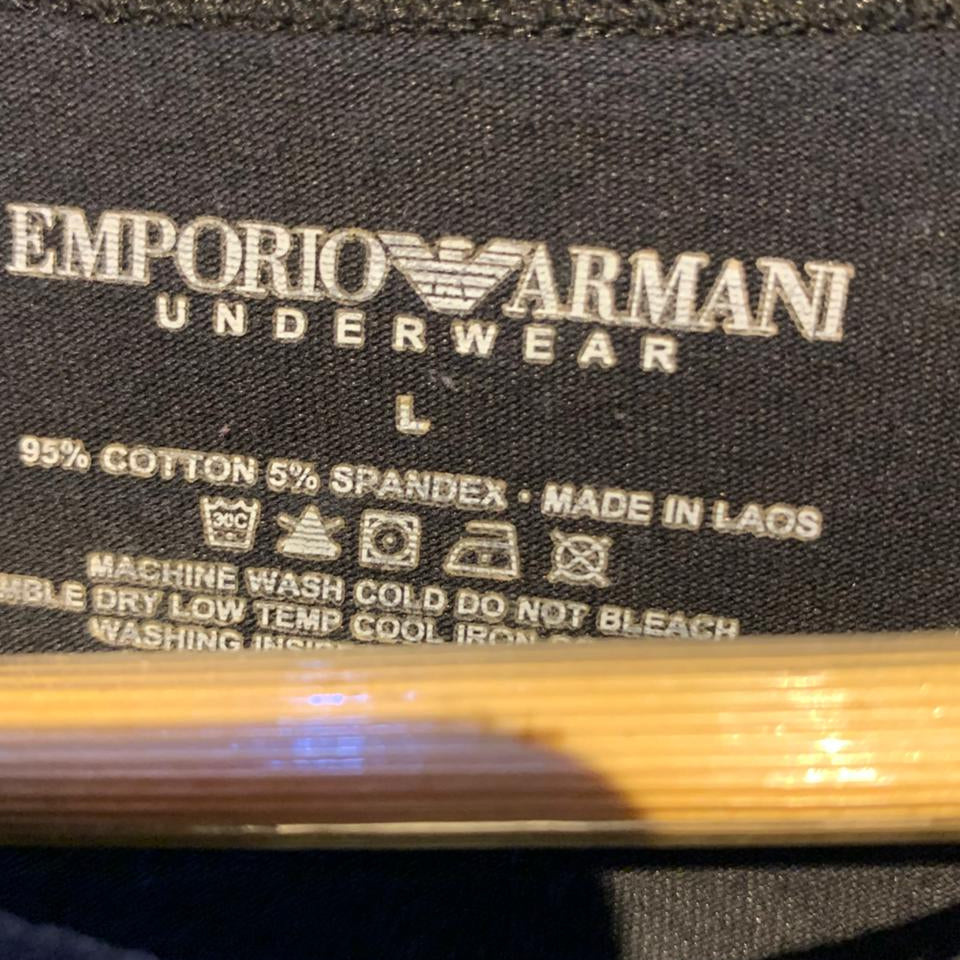 EMPORIO ARMANI
UNDERWEAR
L
95% COTTON 5% SPANDEX · MADE IN LAOS
30C
MACHINE WASH COLD DO NOT BLEACH
DRY LOW TEMP COOL IRON
WASHING